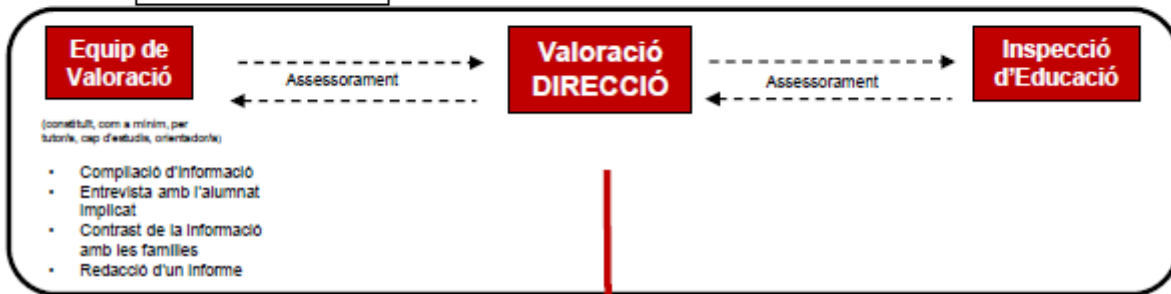 Equip de
Valoració
Assessorament
Valoració
DIRECCIÓ
Assessorament
Inspecció
d'Educació
(constituït, com a mínim, per
tutor/a, cap d'estudis, orientador/a)
• Compilació d'informació
• Entrevista amb l'alumnat
implicat
• Contrast de la informació
amb les famílies
• Redacció d'un informe